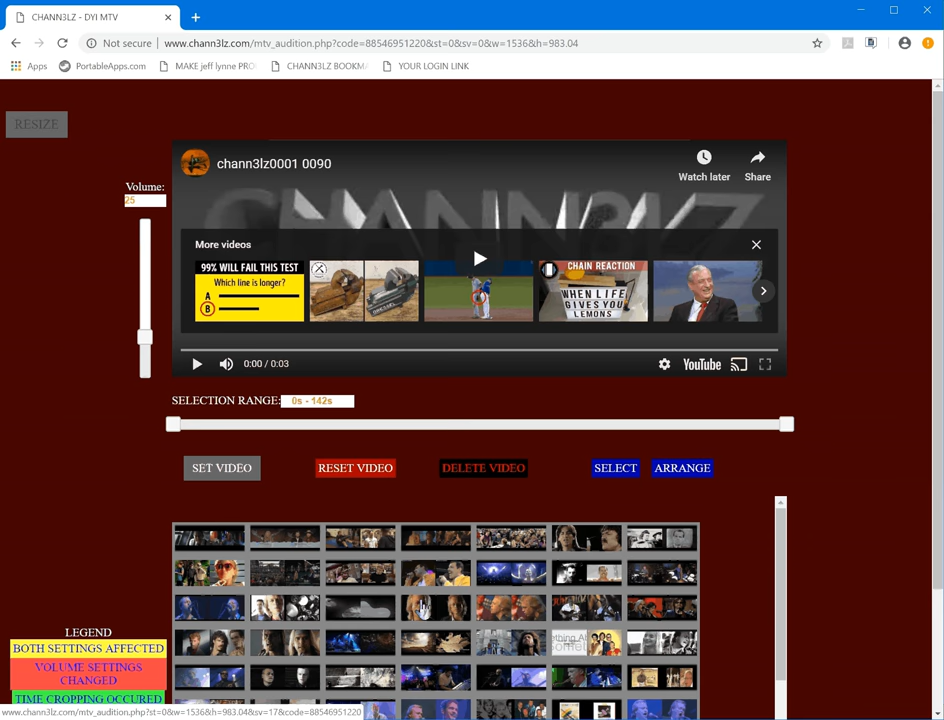 CHANN3LZ - DYI MTV
Not secure | www.chann3lz.com/mtv_audition.php?code=88546951220&st=0&sv=0&w=1536&h=983.04
Apps
PortableApps.com
MAKE jeff lynne PRO
CHANN3LZ BOOKMA
YOUR LOGIN LINK
RESIZE
Volume:
25
chann3lz0001 0090
Watch later
Share
CHANN3LZ
More videos
99% WILL FAIL THIS TEST
Which line is longer?
A
B
CHAIN REACTION
WHEN LIFE
GIVES YOU
LEMONS
0:00 / 0:03
YouTube
SELECTION RANGE: 0s - 142s
SET VIDEO
RESET VIDEO
DELETE VIDEO
SELECT
ARRANGE
LEGEND
BOTH SETTINGS AFFECTED
VOLUME SETTINGS
CHANGED
TIME CROPPING OCCURED
www.chann3lz.com/mtv_audition.php?st=0&w=1536&h=983.04&sv=17&code=88546951220